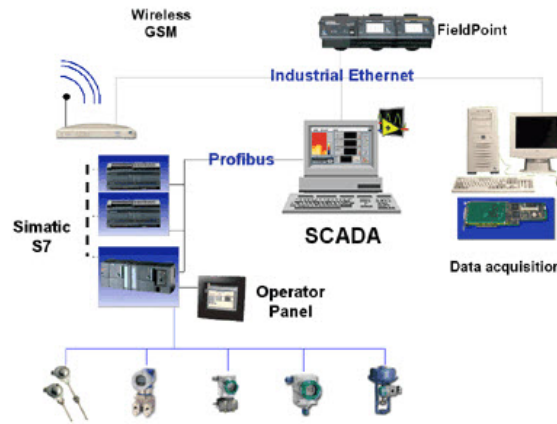 Wireless
GSM
FieldPoint
Industrial Ethernet
Profibus
Simatic
S7
SCADA
Data acquisition
Operator
Panel